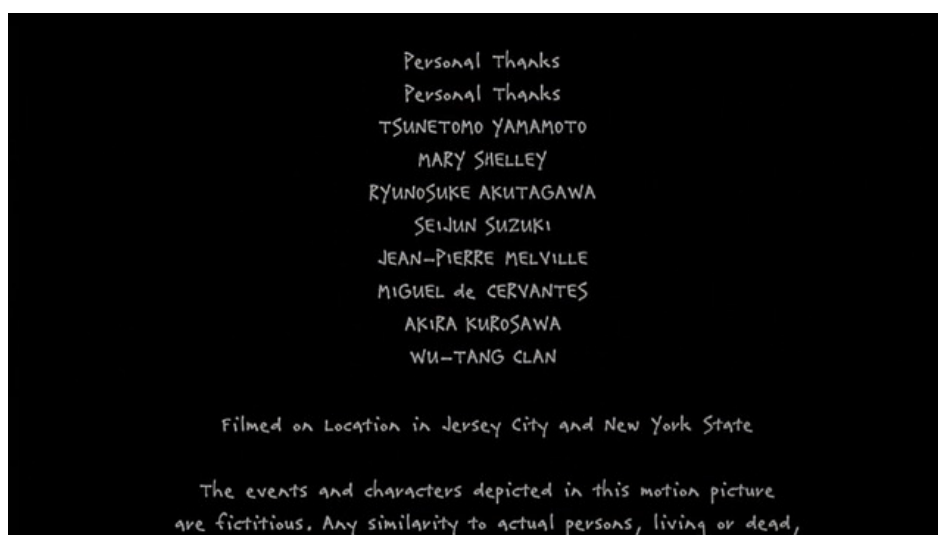 Personal Thanks
Personal Thanks
TSUNETOMO YAMAMOTO
MARY SHELLEY
RYUNOSUKE AKUTAGAWA
SEIJUN SUZUKI
JEAN-PIERRE MELVILLE
MIGUEL de CERVANTES
AKIRA KUROSAWA
WU-TANG CLAN
Filmed on Location in Jersey City and New York State
The events and characters depicted in this motion picture
are fictitious. Any similarity to actual persons, living or dead,